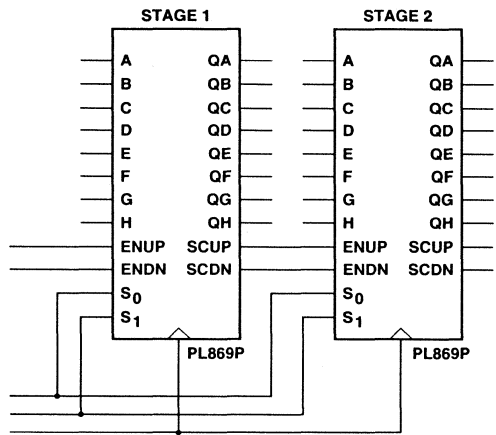 STAGE 1 STAGE 2
A QA A QA
B QB B QB
C QC C QC
D QD D QD
E QE E QE
F QF F QF
G QG G QG
H QH H QH
ENUP SCUP ENUP SCUP
ENDN SCDN ENDN SCDN
S0 S0
S1 S1
PL869P PL869P